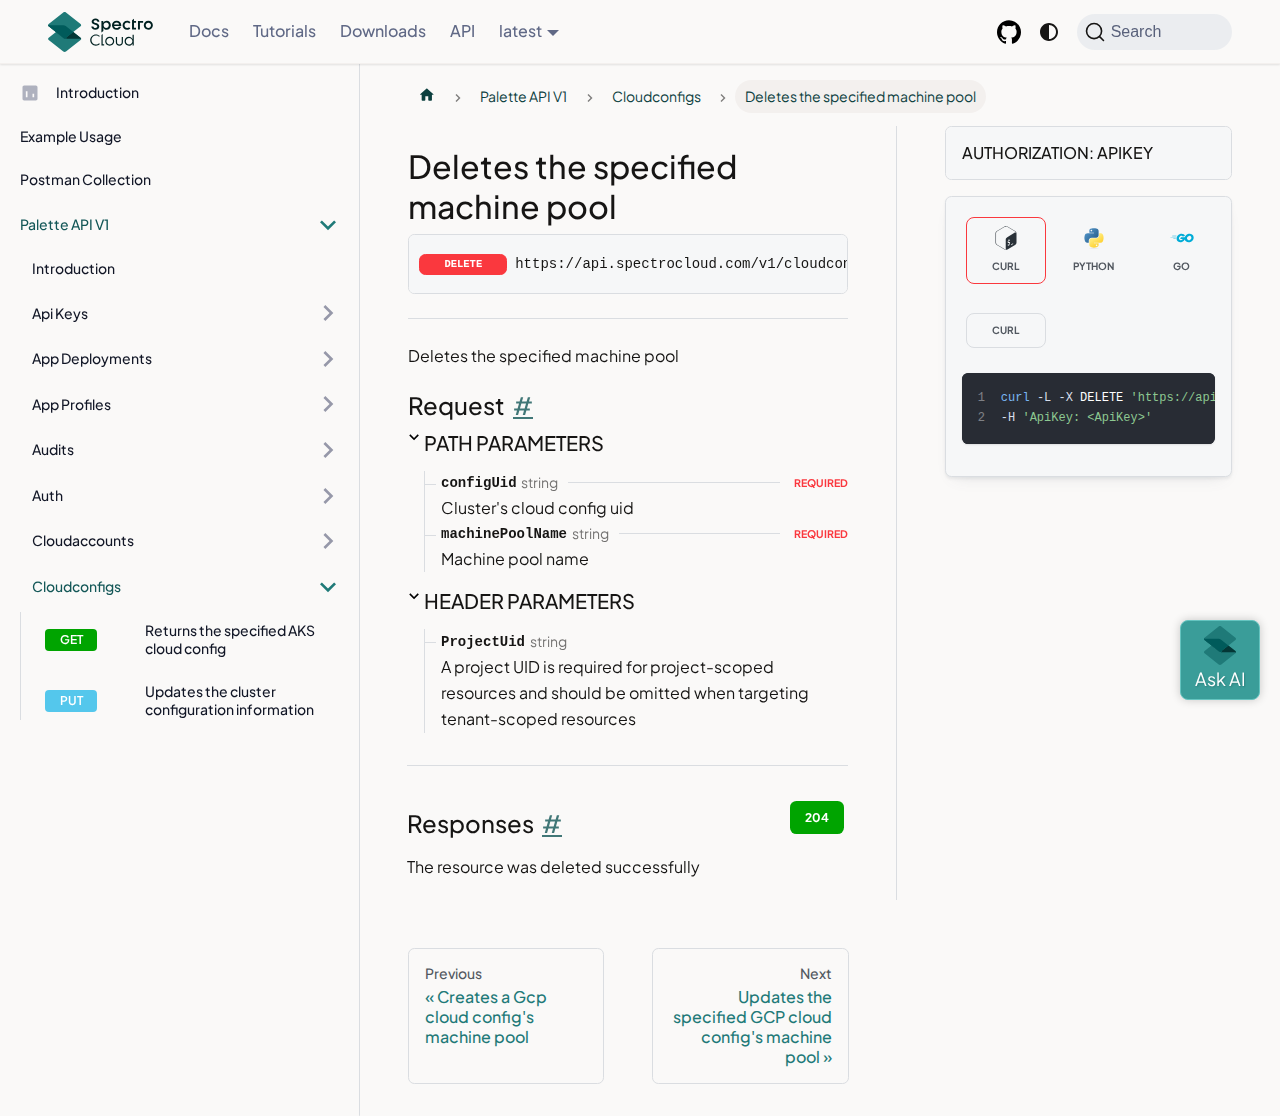 Spectro Cloud
Docs
Tutorials
Downloads
API
latest
Search
Introduction
Example Usage
Postman Collection
Palette API V1
Introduction
Api Keys
App Deployments
App Profiles
Audits
Auth
Cloudaccounts
Cloudconfigs
GET
Returns the specified AKS
cloud config
PUT
Updates the cluster
configuration information
Palette API V1
Cloudconfigs
Deletes the specified machine pool
Deletes the specified
machine pool
DELETE
https://api.spectrocloud.com/v1/cloudcon
Deletes the specified machine pool
Request #
PATH PARAMETERS
configUid string REQUIRED
Cluster's cloud config uid
machinePoolName string REQUIRED
Machine pool name
HEADER PARAMETERS
ProjectUid string
A project UID is required for project-scoped
resources and should be omitted when targeting
tenant-scoped resources
Responses #
204
The resource was deleted successfully
Previous
« Creates a Gcp
cloud config's
machine pool
Next
Updates the
specified GCP cloud
config's machine
pool »
AUTHORIZATION: APIKEY
CURL
PYTHON
GO
CURL
1 curl -L -X DELETE 'https://api
2 -H 'ApiKey: <ApiKey>'
Ask AI